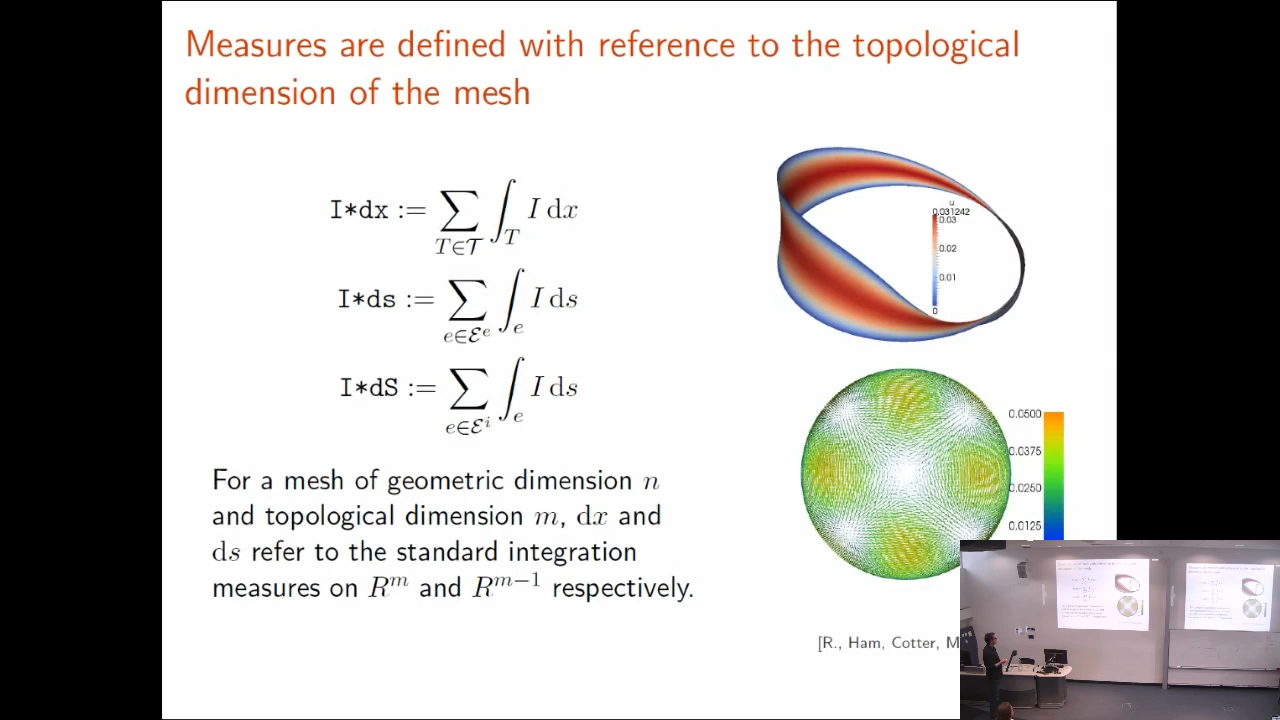 Measures are defined with reference to the topological
dimension of the mesh
I*dx := ∑_{T∈𝒯} ∫_T I dx
I*ds := ∑_{e∈ℰ^e} ∫_e I ds
I*dS := ∑_{e∈ℰ^i} ∫_e I ds
For a mesh of geometric dimension n
and topological dimension m, dx and
ds refer to the standard integration
measures on R^m and R^{m−1} respectively.
u
0.031242
0.03
0.02
0.01
0
0.0500
0.0375
0.0250
0.0125
[R., Ham, Cotter, M